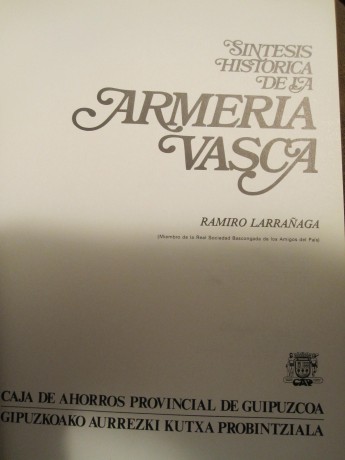 SINTESIS
HISTORICA
DE LA
ARMERIA
VASCA
RAMIRO LARRAÑAGA
(Miembro de la Real Sociedad Bascongada de los Amigos del País)
CAP
CAJA DE AHORROS PROVINCIAL DE GUIPUZCOA
GIPUZKOAKO AURREZKI KUTXA PROBINTZIALA